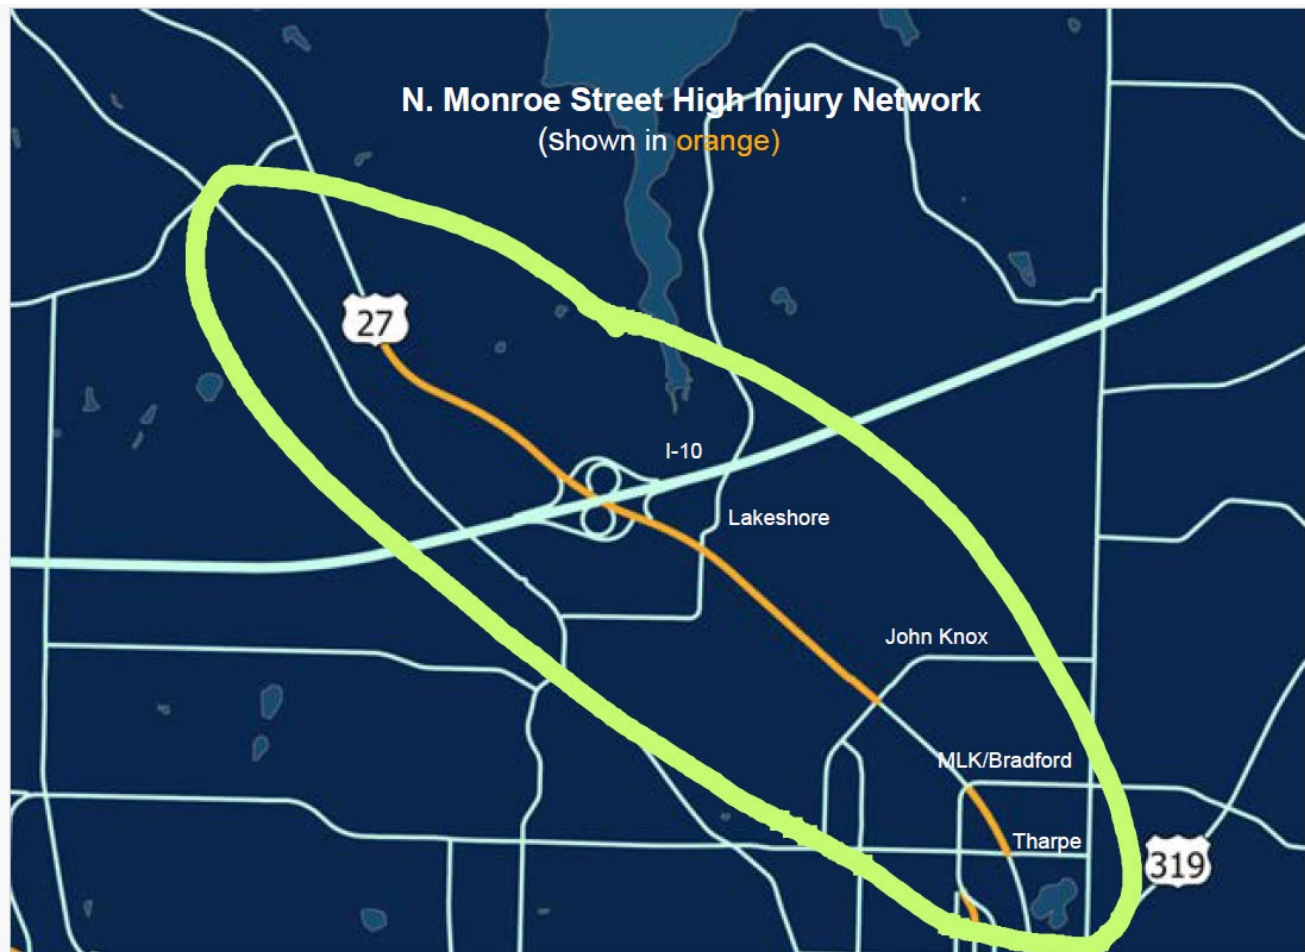 N. Monroe Street High Injury Network
(Shown in orange)
27
I-10
Lakeshore
John Knox
MLK/Bradford
Tharpe
319